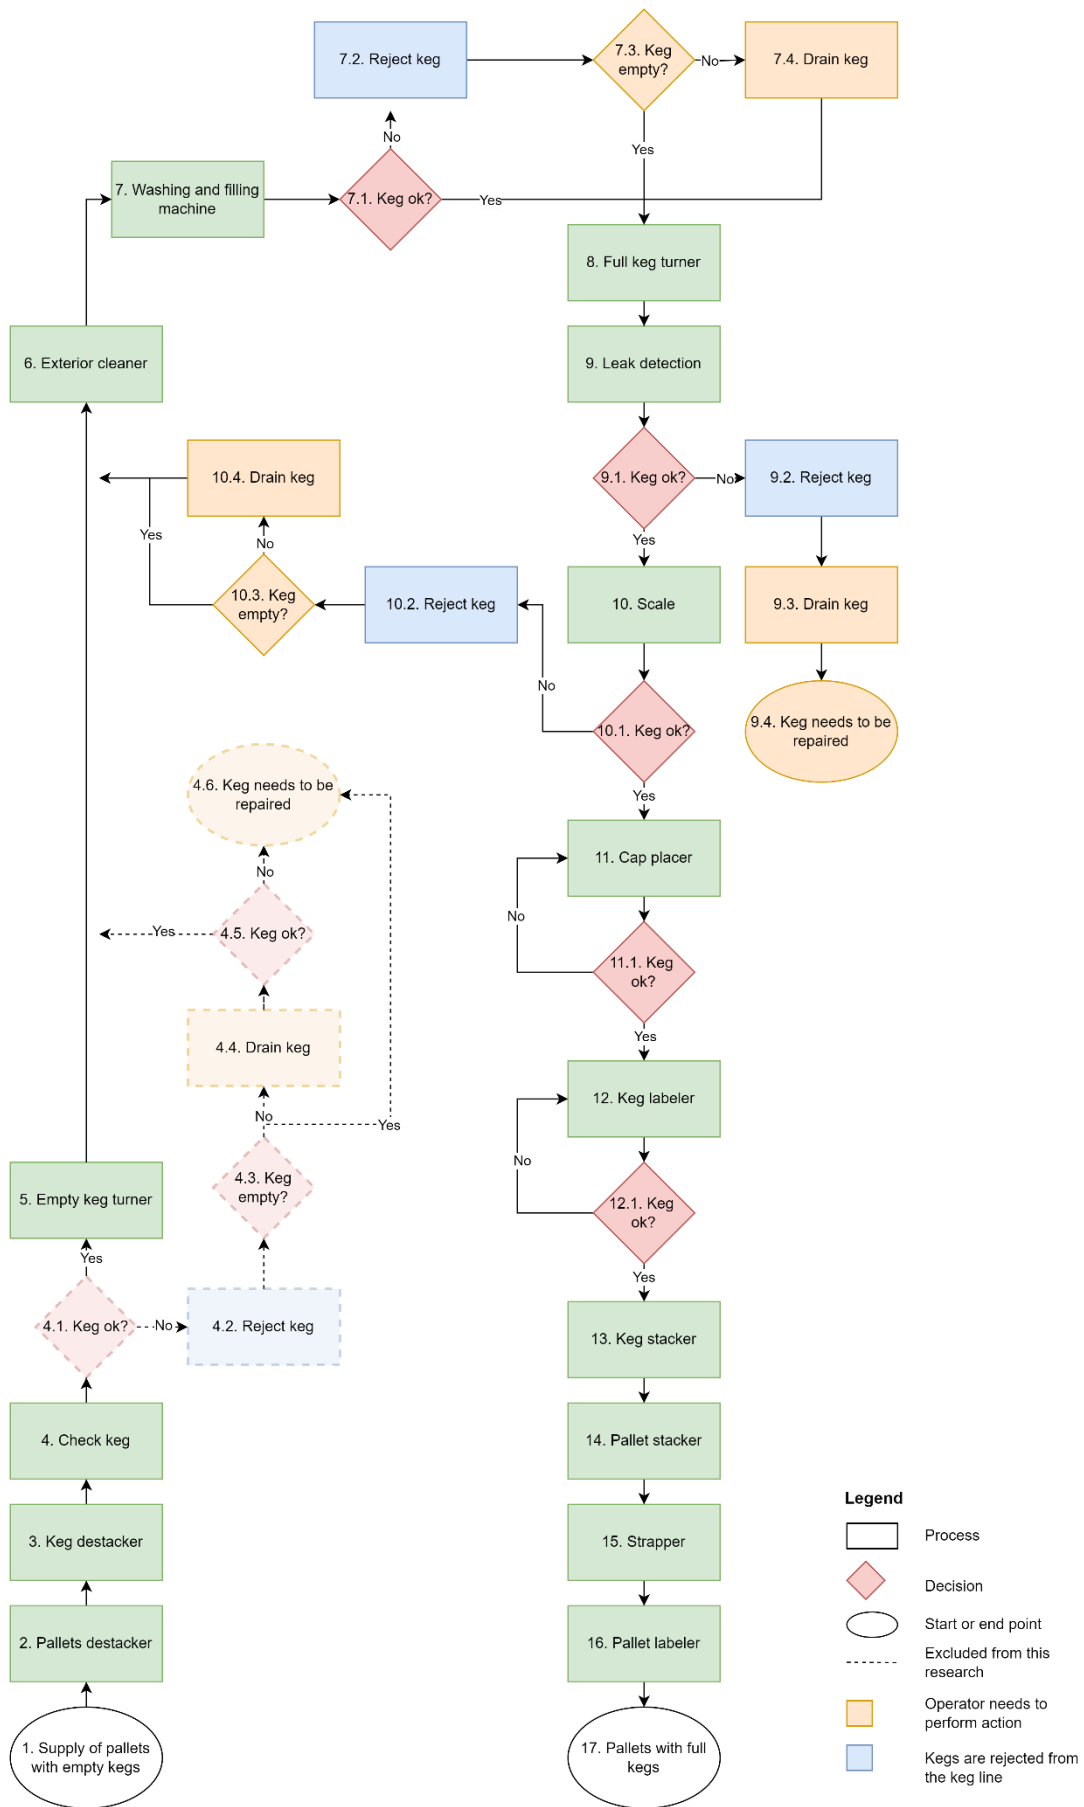 7.2. Reject keg
7.3. Keg
empty?
No
7.4. Drain keg
No
Yes
7. Washing and filling
machine
7.1. Keg ok?
Yes
8. Full keg turner
6. Exterior cleaner
9. Leak detection
10.4. Drain keg
9.1. Keg ok?
No
9.2. Reject keg
Yes
No
Yes
10.3. Keg
empty?
10.2. Reject keg
10. Scale
9.3. Drain keg
No
10.1. Keg ok?
9.4. Keg needs to be
repaired
4.6. Keg needs to be
repaired
Yes
11. Cap placer
No
No
4.5. Keg ok?
Yes
11.1. Keg
ok?
Yes
4.4. Drain keg
12. Keg labeler
No
Yes
No
4.3. Keg
empty?
5. Empty keg turner
12.1. Keg
ok?
Yes
Yes
4.1. Keg ok?
No
4.2. Reject keg
13. Keg stacker
4. Check keg
14. Pallet stacker
3. Keg destacker
15. Strapper
2. Pallets destacker
16. Pallet labeler
1. Supply of pallets
with empty kegs
17. Pallets with full
kegs
Legend
Process
Decision
Start or end point
Excluded from this
research
Operator needs to
perform action
Kegs are rejected from
the keg line